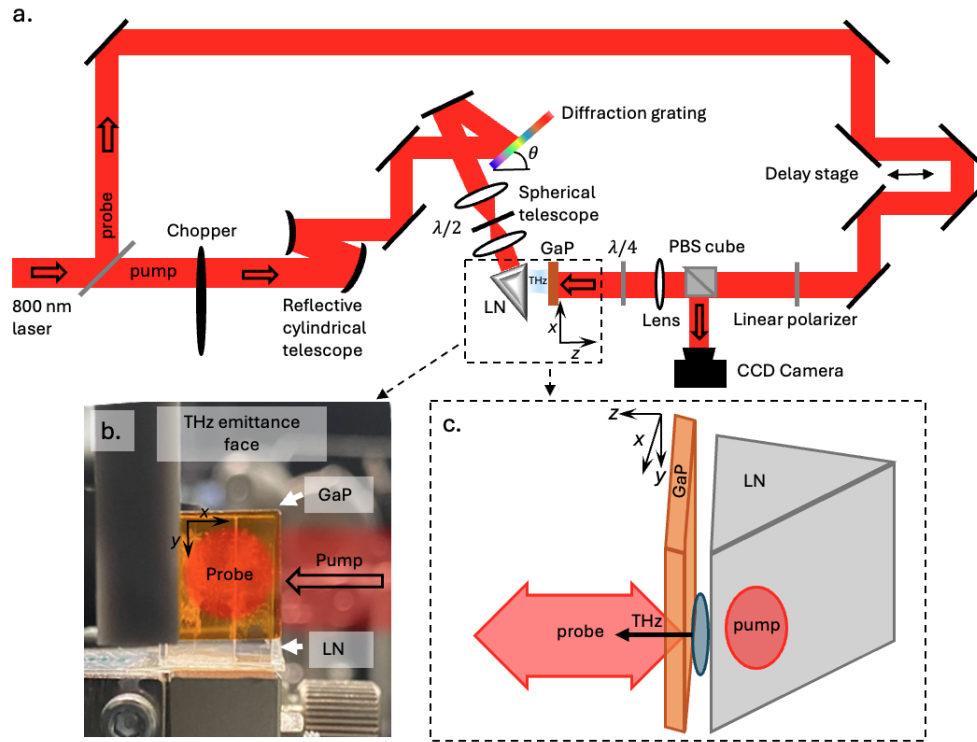 a.
Diffraction grating
θ
probe
Delay stage
Spherical
telescope
Chopper
λ/2
GaP
λ/4
PBS cube
pump
THz
800 nm
laser
Reflective
cylindrical
telescope
LN
Lens
Linear polarizer
x
z
CCD Camera
b.
THz emittance
face
GaP
x
y
Probe
Pump
LN
c.
z
x
y
GaP
LN
THz
probe
pump